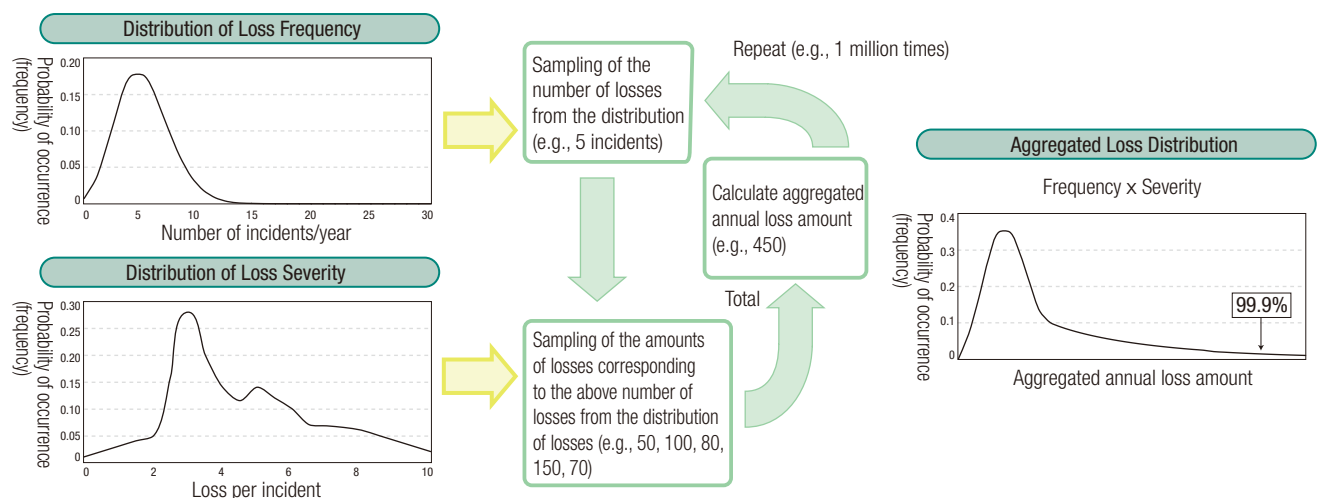 Distribution of Loss Frequency
Probability of occurrence
(frequency)
0.20
0.15
0.10
0.05
0
0 5 10 15 20 25 30
Number of incidents/year
Distribution of Loss Severity
Probability of occurrence
(frequency)
0.30
0.25
0.20
0.15
0.10
0.05
0
0 2 4 6 8 10
Loss per incident
Sampling of the
number of losses
from the distribution
(e.g., 5 incidents)
Sampling of the amounts
of losses corresponding
to the above number of
losses from the distribution
of losses (e.g., 50, 100, 80,
150, 70)
Total
Calculate aggregated
annual loss amount
(e.g., 450)
Repeat (e.g., 1 million times)
Aggregated Loss Distribution
Frequency x Severity
Probability of occurrence
(frequency)
0.4
0.3
0.2
0.1
0
99.9%
Aggregated annual loss amount